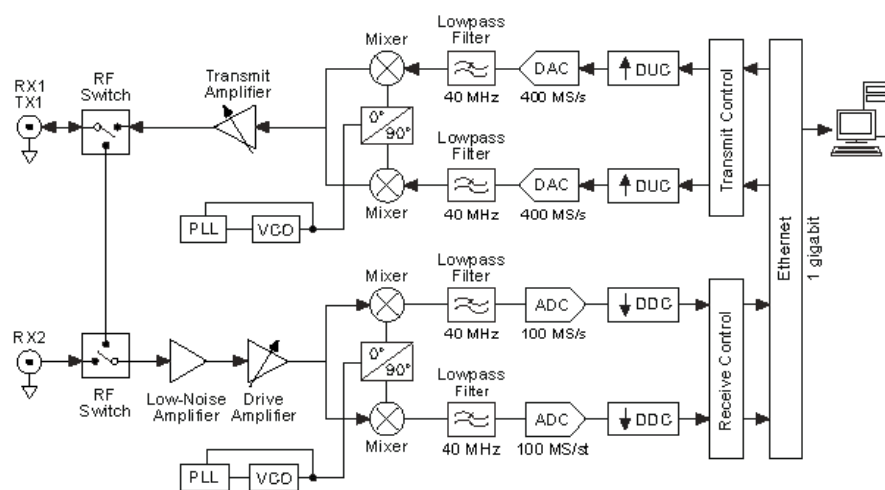 Lowpass
Filter
Mixer
40 MHz
DAC
400 MS/s
DUC
RX1
TX1
RF
Switch
Transmit
Amplifier
0°
90°
Lowpass
Filter
Mixer
40 MHz
DAC
400 MS/s
DUC
Transmit Control
PLL
VCO
Ethernet
1 gigabit
Lowpass
Filter
Mixer
40 MHz
ADC
100 MS/s
DDC
RX2
RF
Switch
Low-Noise
Amplifier
Drive
Amplifier
0°
90°
Lowpass
Filter
Mixer
40 MHz
ADC
100 MS/st
DDC
Receive Control
PLL
VCO